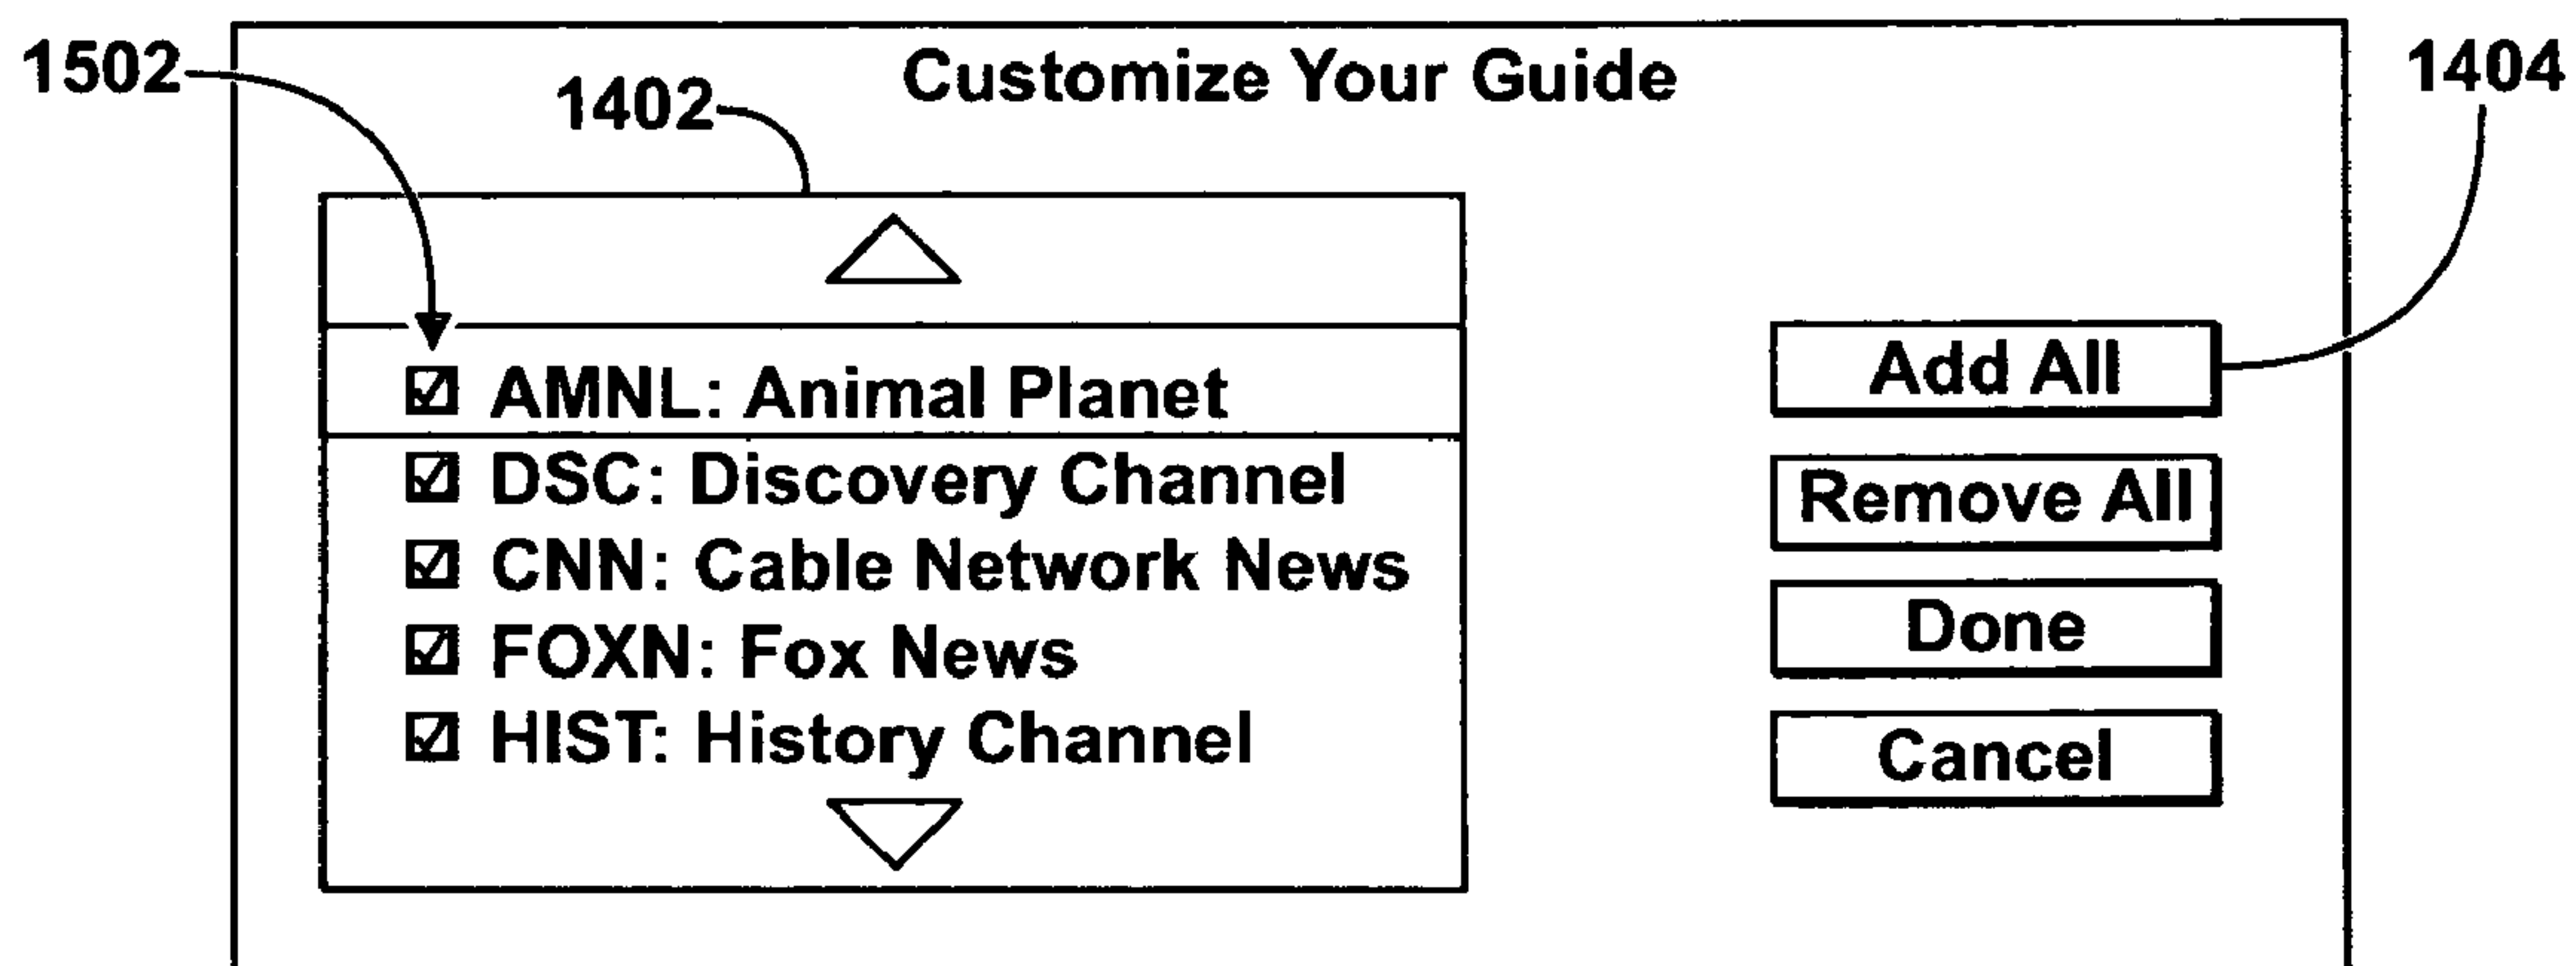 Customize Your Guide
1502
1402
1404
AMNL: Animal Planet
DSC: Discovery Channel
CNN: Cable Network News
FOXN: Fox News
HIST: History Channel
Add All
Remove All
Done
Cancel